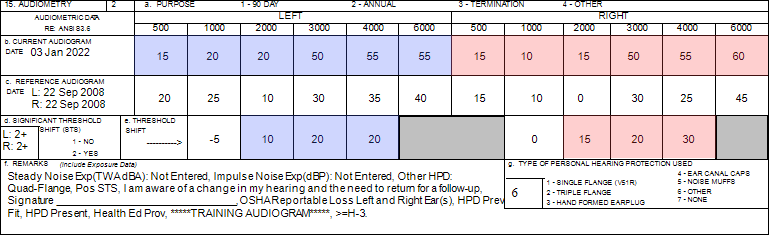 15. AUDIOMETRY 2 a. PURPOSE 1 - 90 DAY 2 - ANNUAL 3 - TERMINATION 4 - OTHER
AUDIOMETRIC DATA LEFT RIGHT
RE: ANSI S3.6 500 1000 2000 3000 4000 6000 500 1000 2000 3000 4000 6000
b. CURRENT AUDIOGRAM
DATE 03 Jan 2022 15 20 20 50 55 55 15 10 15 55 55 60
c. REFERENCE AUDIOGRAM
DATE L: 22 Sep 2008
R: 22 Sep 2008 20 25 10 30 35 40 15 10 0 30 25 45
d. SIGNIFICANT THRESHOLD
SHIFT (STS)
L: 2+
R: 2+
1 - NO
2 - YES
e. THRESHOLD
SHIFT
----------> -5 10 20 20 0 15 20 30
f. REMARKS (Include Exposure Data)
Steady Noise Exp(TWA dBA): Not Entered, Impulse Noise Exp(dBP): Not Entered, Other HPD:
Quad-Flange, Pos STS, I am aware of a change in my hearing and the need to return for a follow-up,
Signature ______________________________, OSHA Reportable Loss Left and Right Ear(s), HPD Prev
Fit, HPD Present, Health Ed Prov, *****TRAINING AUDIOGRAM*****, >=H-3.
g. TYPE OF PERSONAL HEARING PROTECTION USED
6
1 - SINGLE FLANGE (V51R)
2 - TRIPLE FLANGE
3 - HAND FORMED EARPLUG
4 - EAR CANAL CAPS
5 - NOISE MUFFS
6 - OTHER
7 - NONE